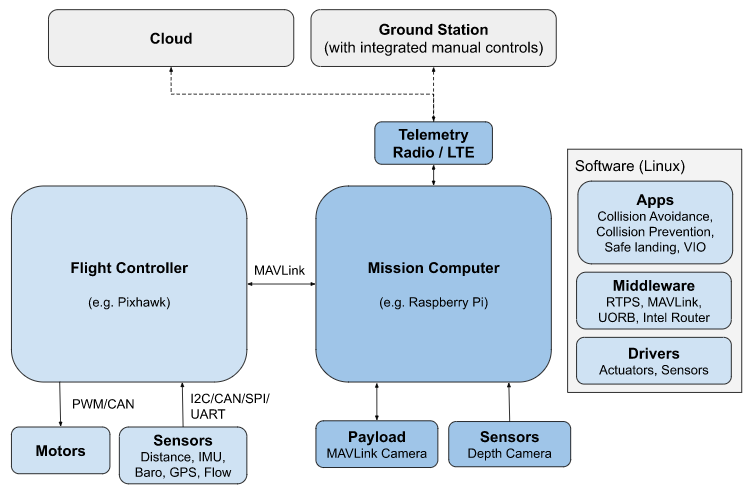 Cloud
Ground Station
(with integrated manual controls)
Telemetry
Radio / LTE
Flight Controller
(e.g. Pixhawk)
MAVLink
Mission Computer
(e.g. Raspberry Pi)
Software (Linux)
Apps
Collision Avoidance,
Collision Prevention,
Safe landing, VIO
Middleware
RTPS, MAVLink,
UORB, Intel Router
Drivers
Actuators, Sensors
PWM/CAN
I2C/CAN/SPI/
UART
Motors
Sensors
Distance, IMU,
Baro, GPS, Flow
Payload
MAVLink Camera
Sensors
Depth Camera